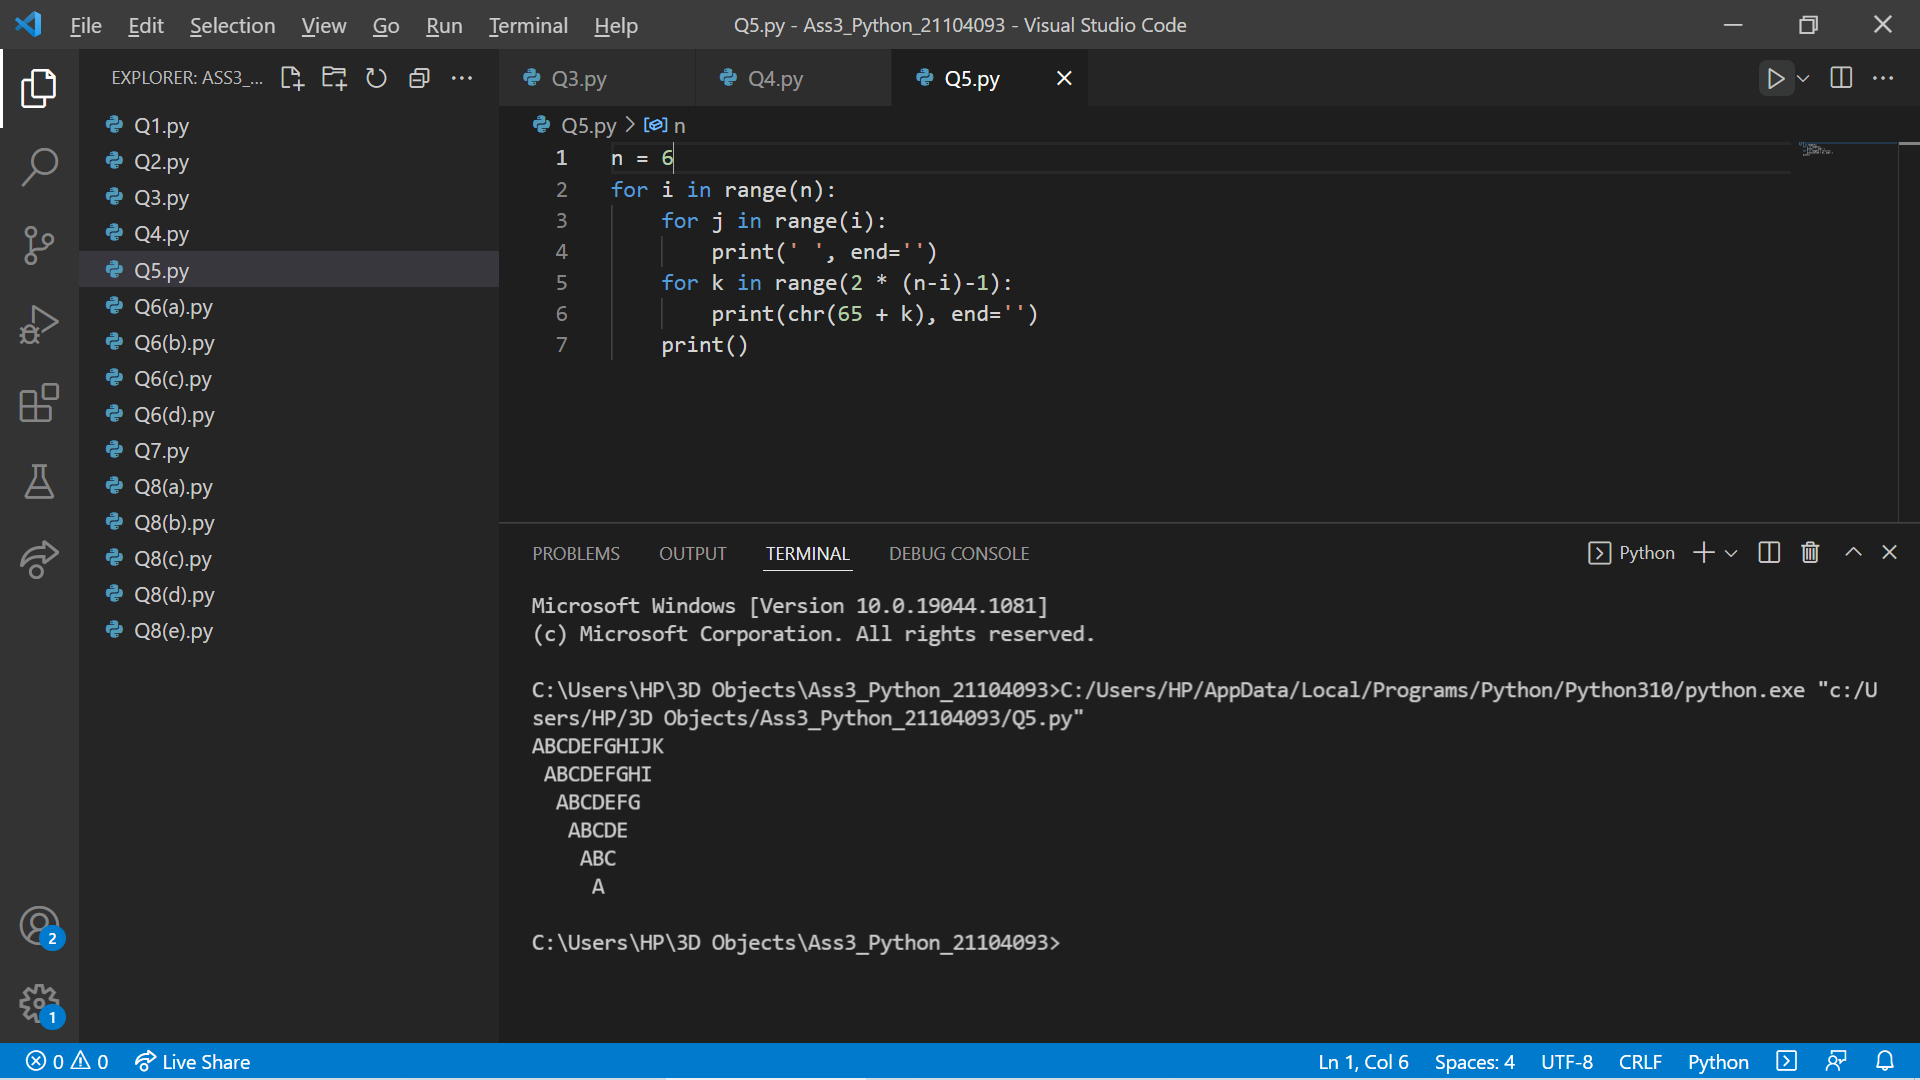 File Edit Selection View Go Run Terminal Help Q5.py - Ass3_Python_21104093 - Visual Studio Code
EXPLORER: ASS3_...
Q1.py
Q2.py
Q3.py
Q4.py
Q5.py
Q6(a).py
Q6(b).py
Q6(c).py
Q6(d).py
Q7.py
Q8(a).py
Q8(b).py
Q8(c).py
Q8(d).py
Q8(e).py
2
1
Q3.py Q4.py Q5.py
Q5.py > n
1 n = 6
2 for i in range(n):
3     for j in range(i):
4         print(' ', end='')
5     for k in range(2 * (n-i)-1):
6         print(chr(65 + k), end='')
7     print()
PROBLEMS OUTPUT TERMINAL DEBUG CONSOLE Python
Microsoft Windows [Version 10.0.19044.1081]
(c) Microsoft Corporation. All rights reserved.
C:\Users\HP\3D Objects\Ass3_Python_21104093>C:/Users/HP/AppData/Local/Programs/Python/Python310/python.exe "c:/U
sers/HP/3D Objects/Ass3_Python_21104093/Q5.py"
ABCDEFGHIJK
 ABCDEFGHI
  ABCDEFG
   ABCDE
    ABC
     A
C:\Users\HP\3D Objects\Ass3_Python_21104093>
0 0 Live Share Ln 1, Col 6 Spaces: 4 UTF-8 CRLF Python